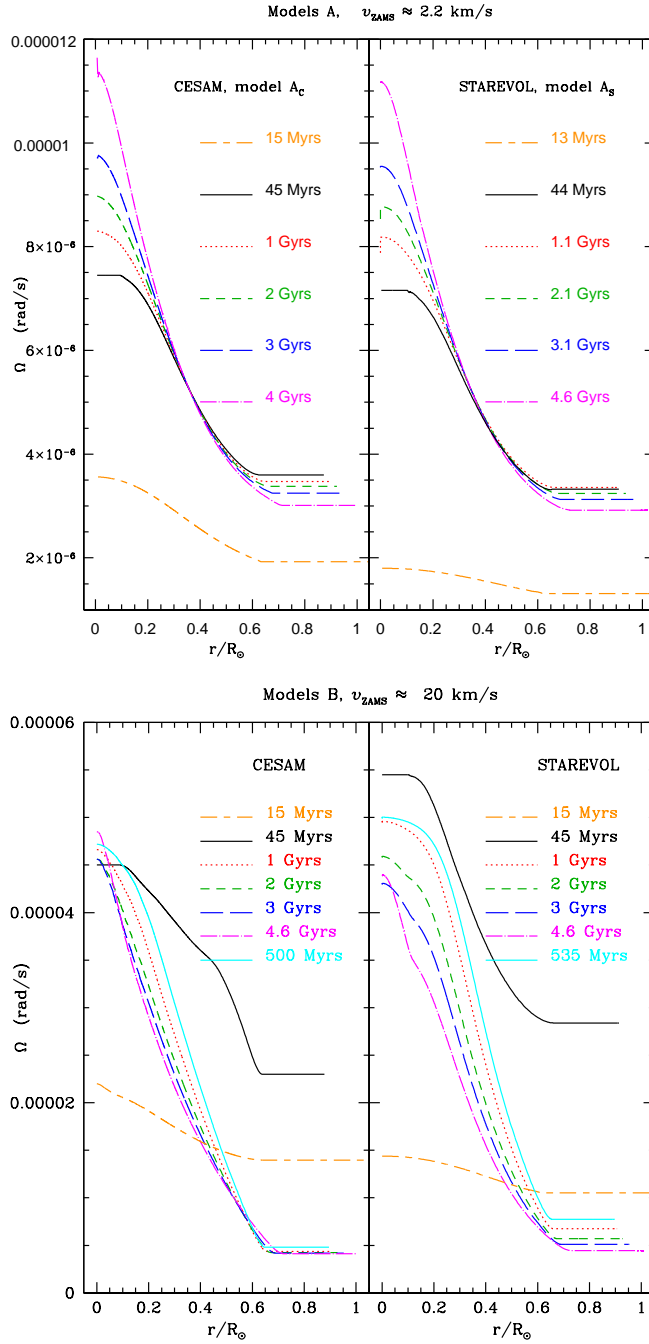 Models A, v_ZAMS ≈ 2.2 km/s
0.000012
0.00001
8×10⁻⁶
6×10⁻⁶
4×10⁻⁶
2×10⁻⁶
Ω (rad/s)
CESAM, model A_C
15 Myrs
45 Myrs
1 Gyrs
2 Gyrs
3 Gyrs
4 Gyrs
STAREVOL, model A_S
13 Myrs
44 Myrs
1.1 Gyrs
2.1 Gyrs
3.1 Gyrs
4.6 Gyrs
0 0.2 0.4 0.6 0.8 1
0 0.2 0.4 0.6 0.8 1
r/R_⊙
r/R_⊙
Models B, v_ZAMS ≈ 20 km/s
0.00006
0.00004
0.00002
0
Ω (rad/s)
CESAM
15 Myrs
45 Myrs
1 Gyrs
2 Gyrs
3 Gyrs
4.6 Gyrs
500 Myrs
STAREVOL
15 Myrs
45 Myrs
1 Gyrs
2 Gyrs
3 Gyrs
4.6 Gyrs
535 Myrs
0 0.2 0.4 0.6 0.8 1
0 0.2 0.4 0.6 0.8 1
r/R_⊙
r/R_⊙